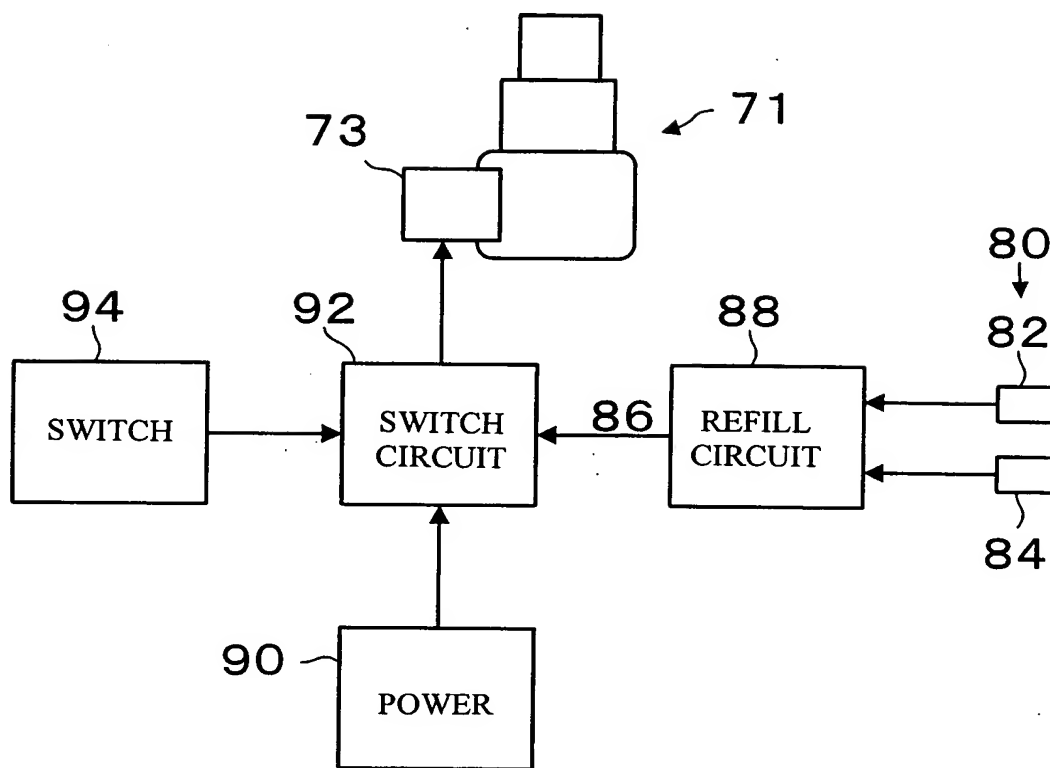 71
73
80
94
92
88
82
SWITCH
SWITCH
CIRCUIT
86
REFILL
CIRCUIT
84
90
POWER